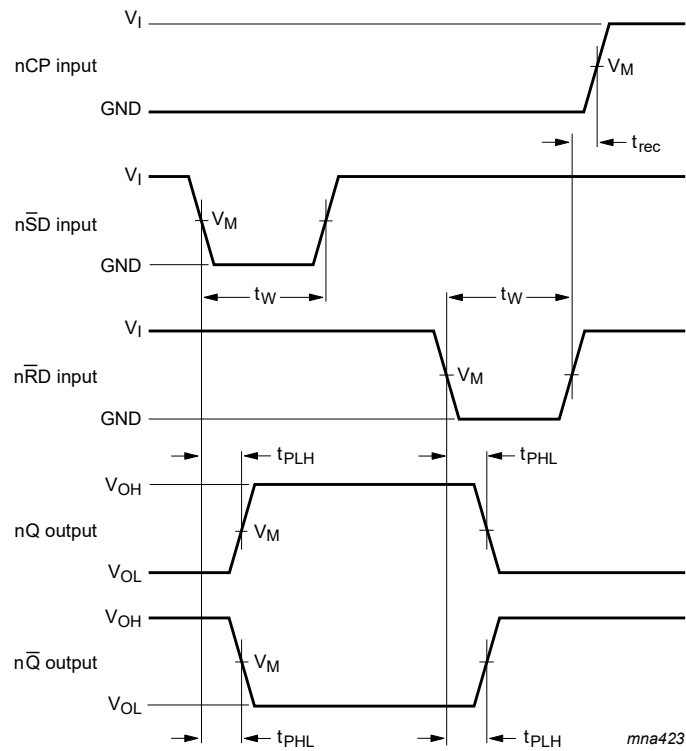 V_I
nCP input
V_M
GND
t_rec
V_I
nS̅D input
V_M
GND
t_W
t_W
V_I
nR̅D input
V_M
GND
t_PLH
t_PHL
V_OH
nQ output
V_M
V_OL
V_OH
nQ̅ output
V_M
V_OL
t_PHL
t_PLH
mna423